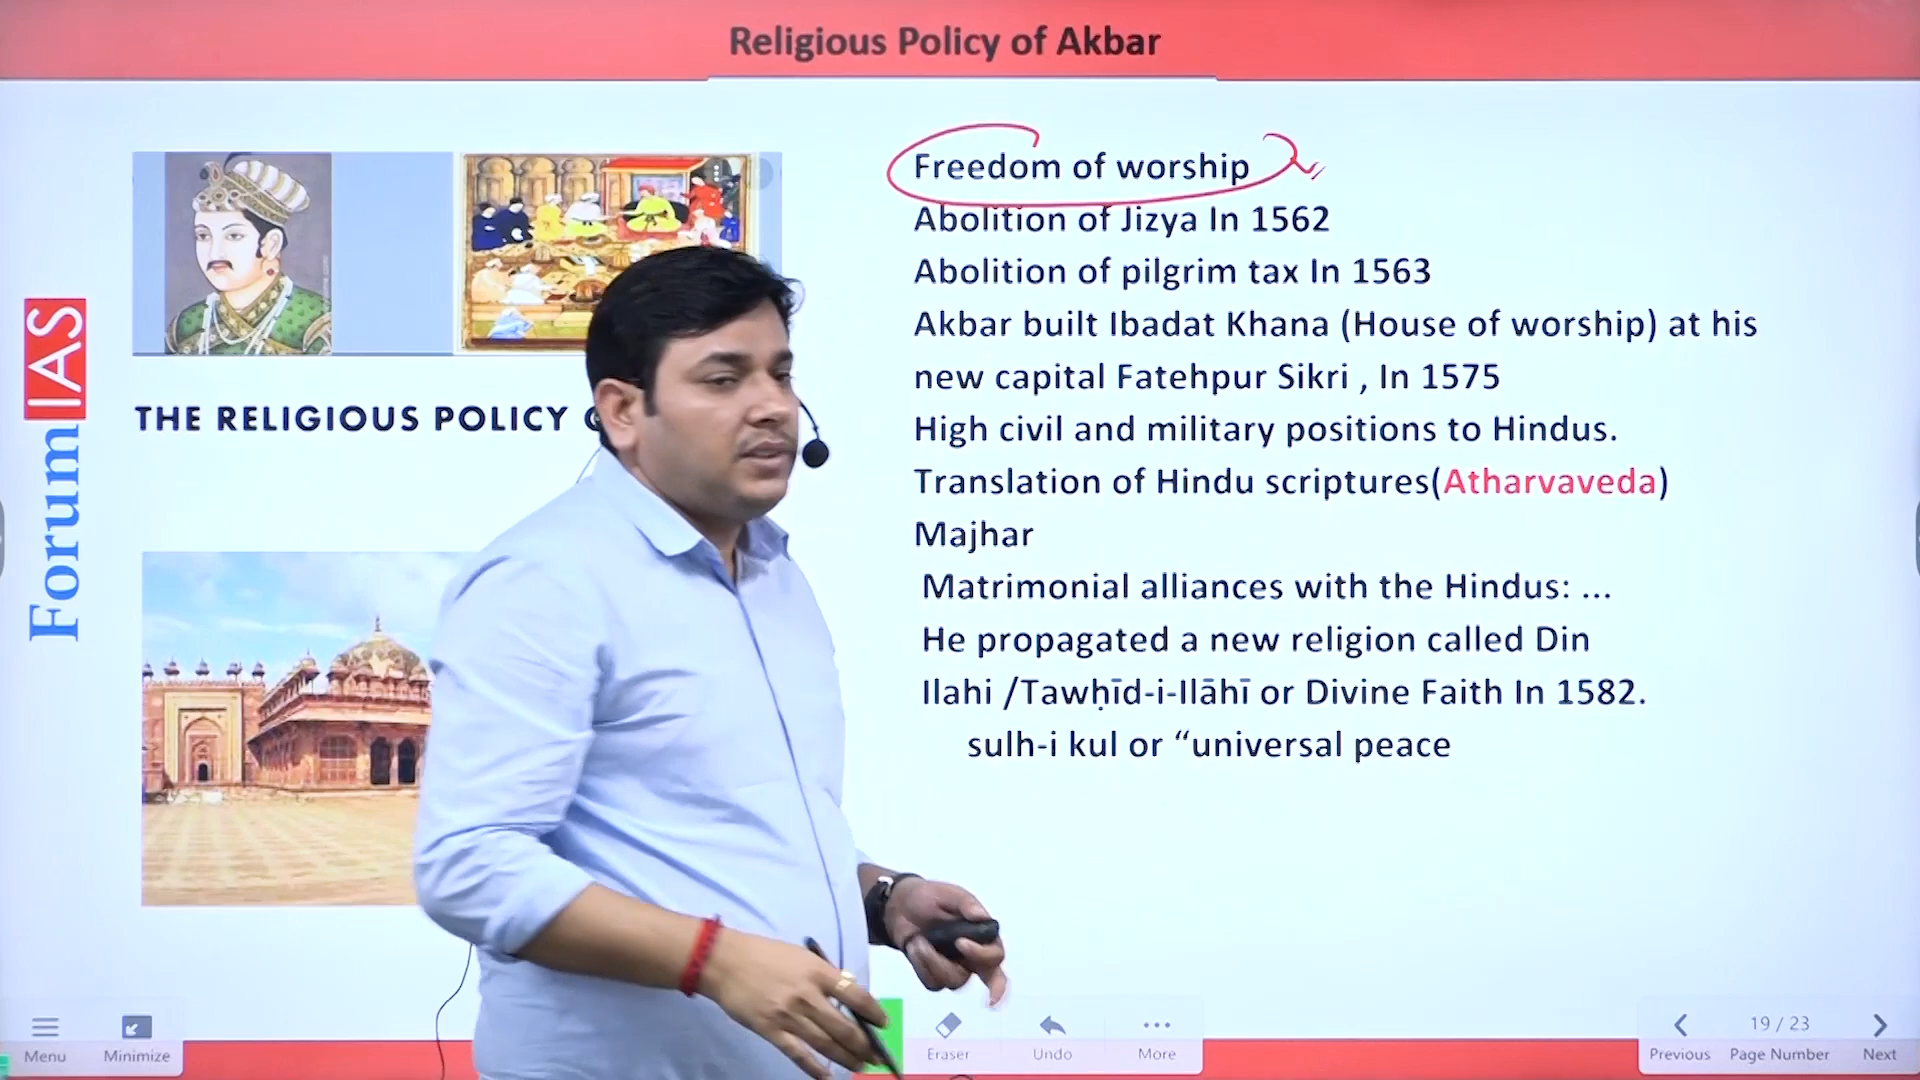 Religious Policy of Akbar
Forum IAS
THE RELIGIOUS POLICY
Freedom of worship
Abolition of Jizya In 1562
Abolition of pilgrim tax In 1563
Akbar built Ibadat Khana (House of worship) at his
new capital Fatehpur Sikri , In 1575
High civil and military positions to Hindus.
Translation of Hindu scriptures(Atharvaveda)
Majhar
Matrimonial alliances with the Hindus: ...
He propagated a new religion called Din
Ilahi /Tawḥīd-i-Ilāhī or Divine Faith In 1582.
sulh-i kul or “universal peace
Menu
Minimize
Eraser
Undo
More
19 / 23
Previous
Page Number
Next